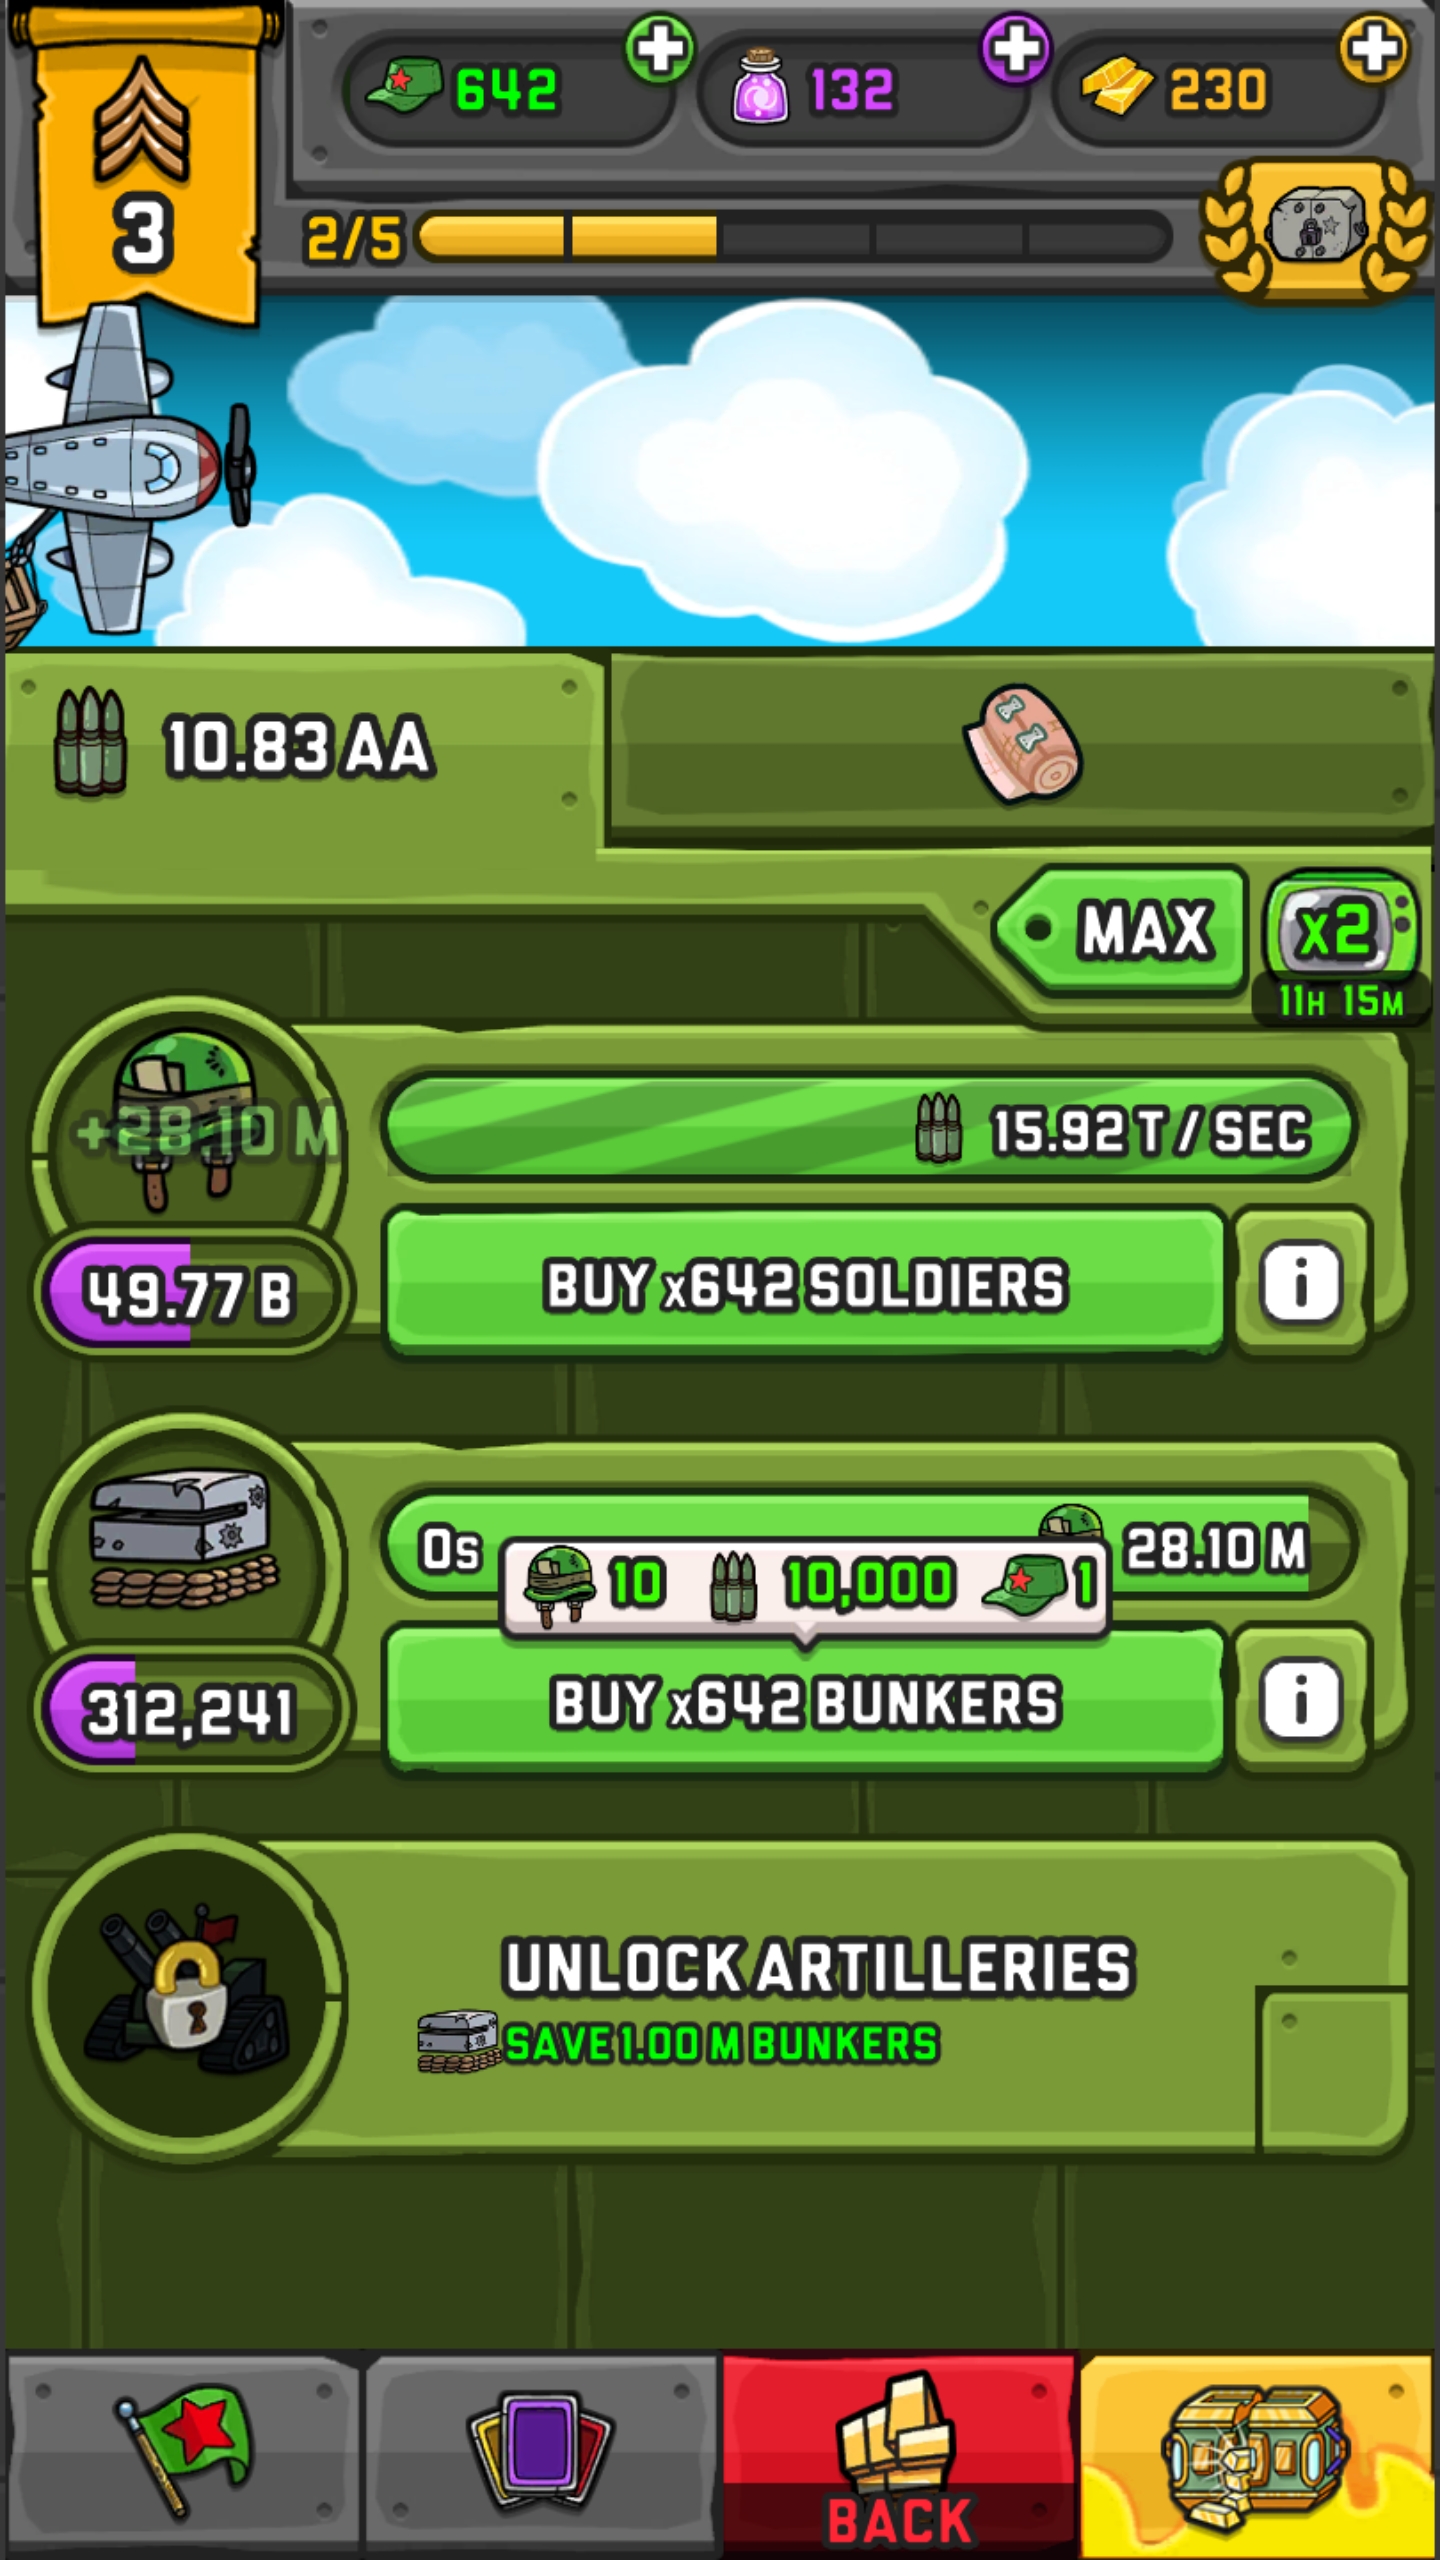 642
132
230
3
2/5
10.83 AA
MAX
x2
11H 15M
+28.10 M
15.92 T / SEC
49.77 B
BUY x642 SOLDIERS
i
0s
28.10 M
10
10,000
1
312,241
BUY x642 BUNKERS
i
UNLOCK ARTILLERIES
SAVE 1.00 M BUNKERS
BACK